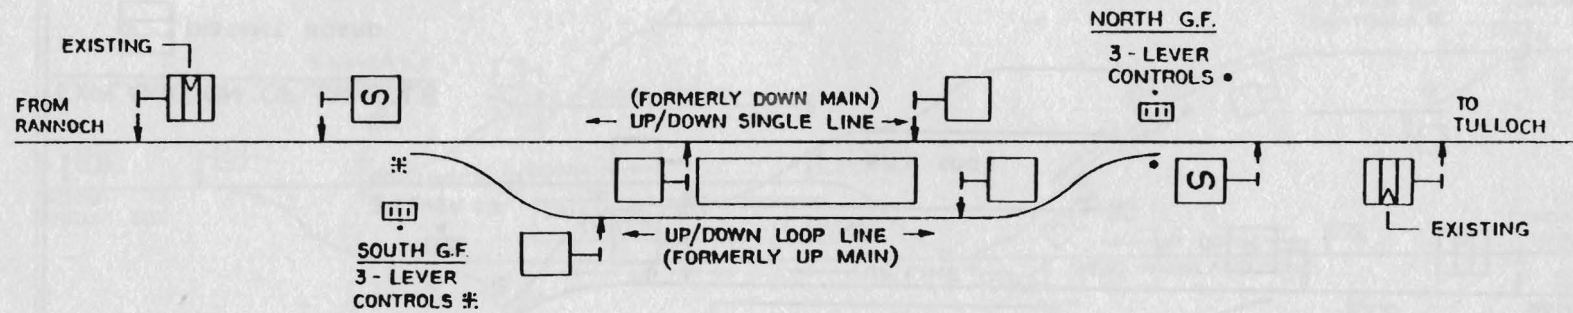 EXISTING
FROM
RANNOCH
S
(FORMERLY DOWN MAIN)
UP/DOWN SINGLE LINE
NORTH G.F.
3 - LEVER
CONTROLS •
TO
TULLOCH
SOUTH G.F.
3 - LEVER
CONTROLS ⁜
UP/DOWN LOOP LINE
(FORMERLY UP MAIN)
S
EXISTING